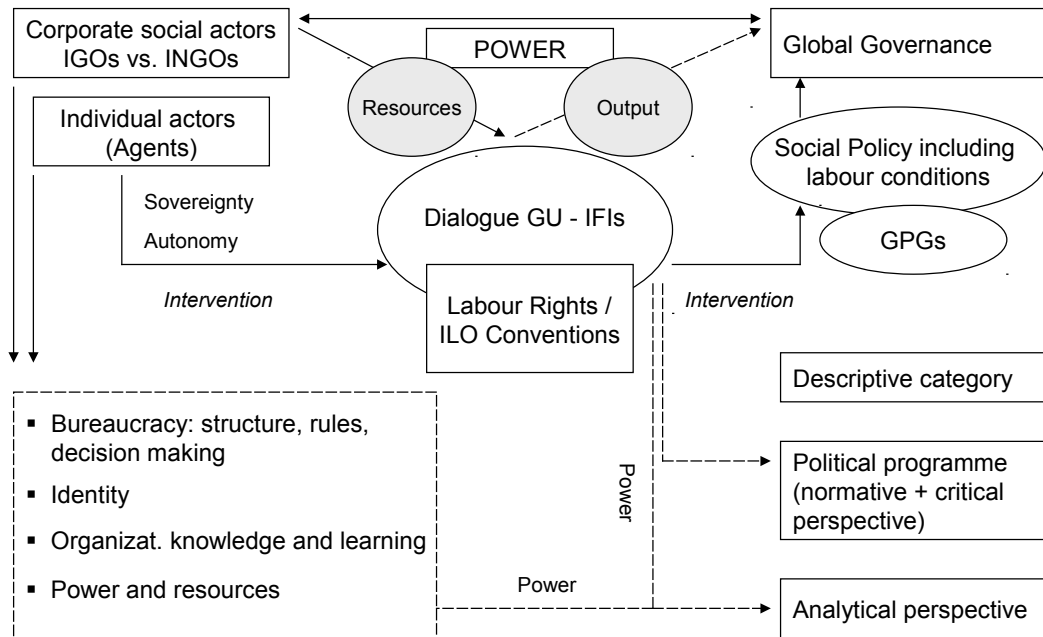 Corporate social actors
IGOs vs. INGOs
POWER
Global Governance
Resources
Output
Individual actors
(Agents)
Social Policy including
labour conditions
Sovereignty
Autonomy
Dialogue GU - IFIs
GPGs
Intervention
Labour Rights /
ILO Conventions
Intervention
Descriptive category
▪ Bureaucracy: structure, rules,
decision making
▪ Identity
▪ Organizat. knowledge and learning
▪ Power and resources
Power
Political programme
(normative + critical
perspective)
Power
Analytical perspective